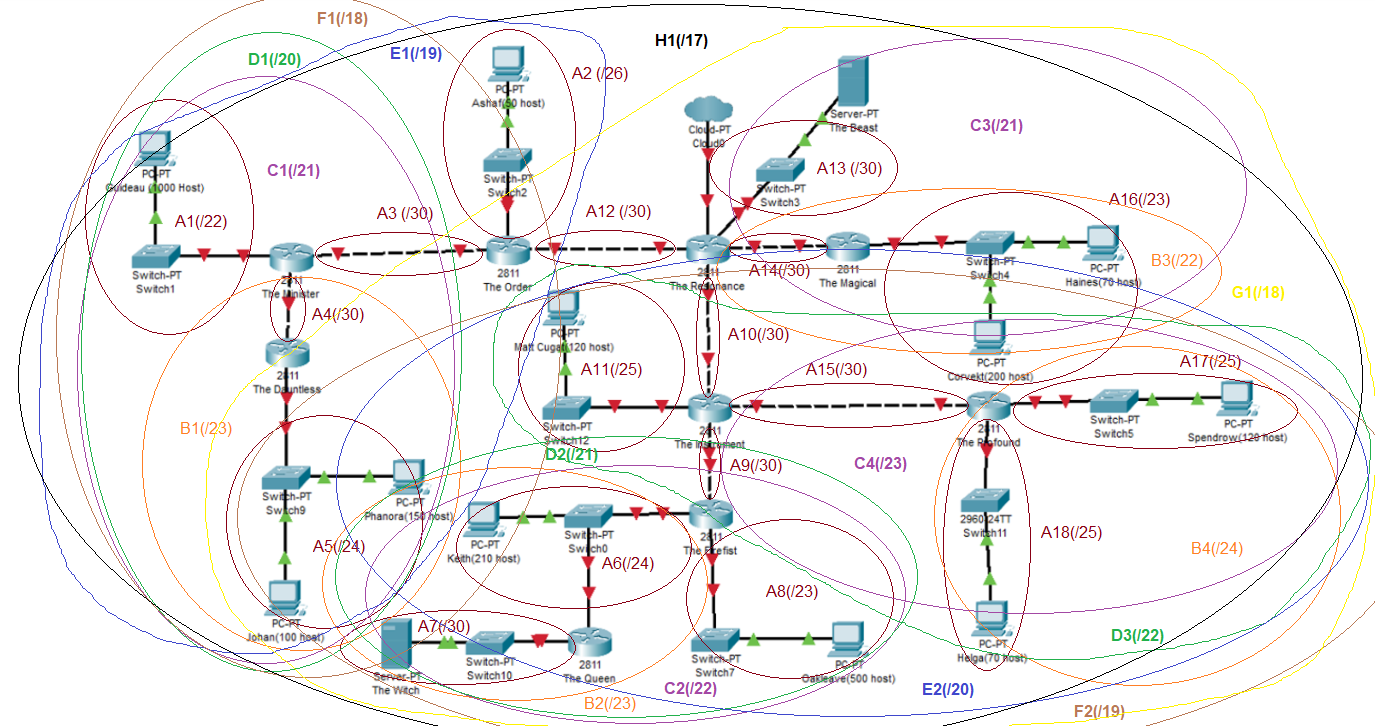 F1(/18)
H1(/17)
E1(/19)
D1(/20)
PC-PT
Ashaf(50 host)
A2 (/26)
Cloud-PT
Cloud0
Server-PT
The Beast
C3(/21)
PC-PT
Guideau (1000 Host)
C1(/21)
Switch-PT
Switch2
A13 (/30)
Switch-PT
Switch3
A1(/22)
A3 (/30)
A12 (/30)
A16(/23)
Switch-PT
Switch1
2811
The Minister
2811
The Order
2811
The Resonance
A14(/30)
2811
The Magical
Switch-PT
Switch4
PC-PT
Haines(70 host)
B3(/22)
G1(/18)
A4(/30)
PC-PT
Matt Cugat(120 host)
A10(/30)
2811
The Dauntless
A11(/25)
A15(/30)
PC-PT
Corvekt(200 host)
A17(/25)
B1(/23)
Switch-PT
Switch12
2811
The Instrument
2811
The Profound
Switch-PT
Switch5
PC-PT
Spendrow(120 host)
D2(/21)
A9(/30)
C4(/23)
Switch-PT
Switch9
PC-PT
Phanora(150 host)
PC-PT
Keith(210 host)
Switch-PT
Switch0
2811
The Firefist
2960-24TT
Switch11
A18(/25)
B4(/24)
A5(/24)
A6(/24)
A8(/23)
PC-PT
Johan(100 host)
A7(/30)
Server-PT
The Witch
Switch-PT
Switch10
2811
The Queen
Switch-PT
Switch7
PC-PT
Oakleave(500 host)
PC-PT
Helga(70 host)
D3(/22)
C2(/22)
B2(/23)
E2(/20)
F2(/19)